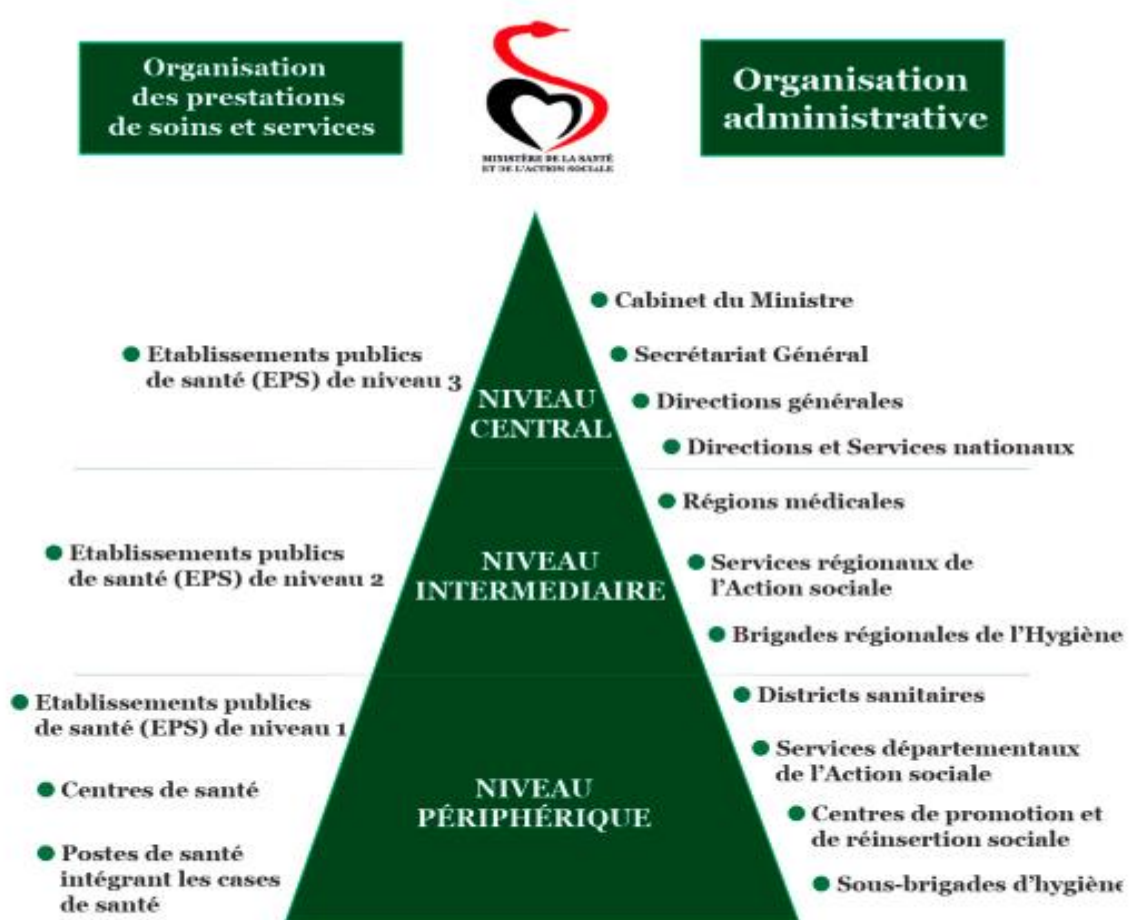 Organisation
des prestations
de soins et services
MINISTÈRE DE LA SANTÉ
ET DE L'ACTION SOCIALE
Organisation
administrative
Etablissements publics
de santé (EPS) de niveau 3
NIVEAU
CENTRAL
Cabinet du Ministre
Secrétariat Général
Directions générales
Directions et Services nationaux
Etablissements publics
de santé (EPS) de niveau 2
NIVEAU
INTERMEDIAIRE
Régions médicales
Services régionaux de
l'Action sociale
Brigades régionales de l'Hygiène
Etablissements publics
de santé (EPS) de niveau 1
Centres de santé
Postes de santé
intégrant les cases
de santé
NIVEAU
PÉRIPHÉRIQUE
Districts sanitaires
Services départementaux
de l'Action sociale
Centres de promotion et
de réinsertion sociale
Sous-brigades d'hygiène